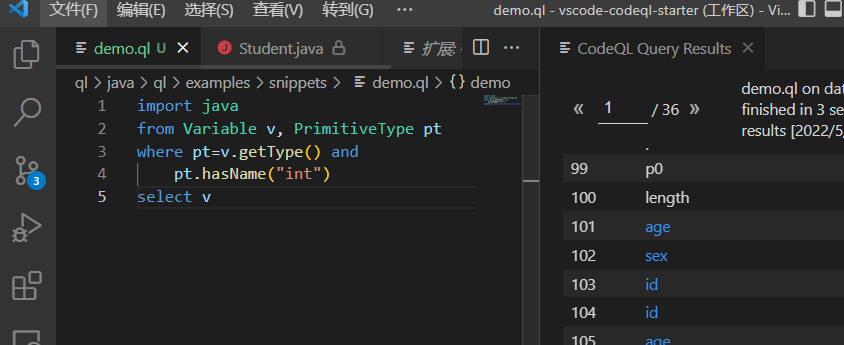 文件(F) 编辑(E) 选择(S) 查看(V) 转到(G) ··· demo.ql - vscode-codeql-starter (工作区) - Vi...
demo.ql U Student.java 扩展: ···
ql › java › ql › examples › snippets › demo.ql › {} demo
1 import java
2 from Variable v, PrimitiveType pt
3 where pt=v.getType() and
4 pt.hasName("int")
5 select v
3
CodeQL Query Results
« 1 / 36 »
demo.ql on dat
finished in 3 se
results [2022/5,
99 p0
100 length
101 age
102 sex
103 id
104 id
105 age